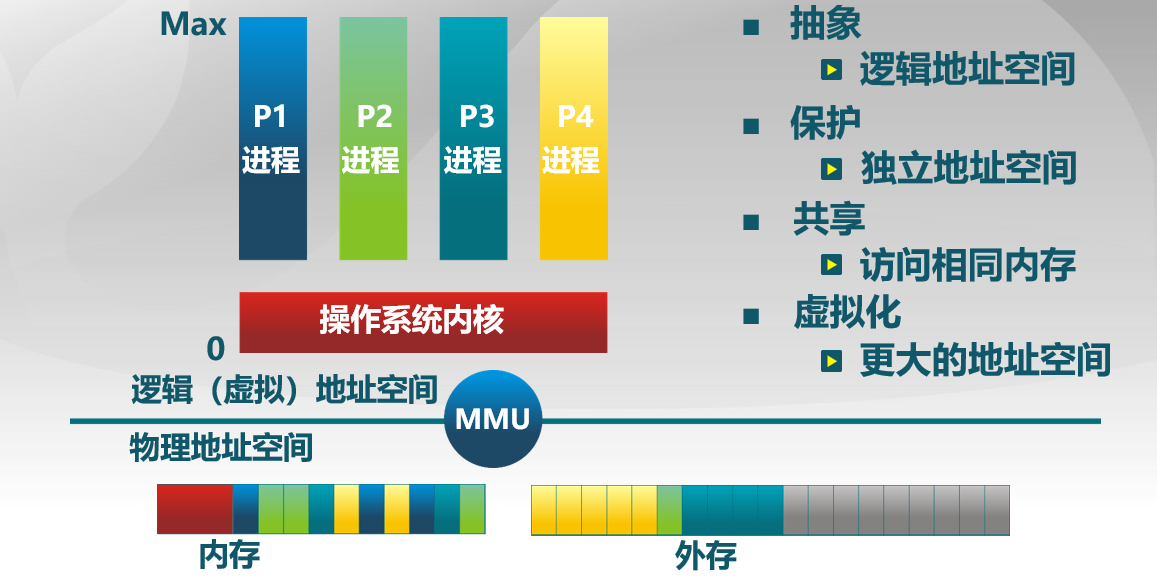 Max
P1
进程
P2
进程
P3
进程
P4
进程
操作系统内核
0
逻辑（虚拟）地址空间
MMU
物理地址空间
内存
外存
抽象
逻辑地址空间
保护
独立地址空间
共享
访问相同内存
虚拟化
更大的地址空间